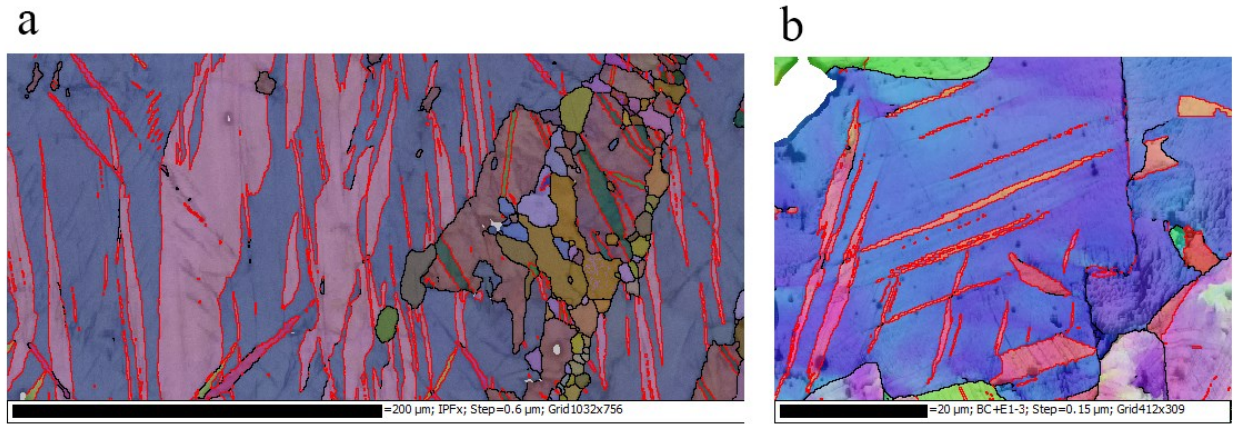 a
b
=200 µm; IPFx; Step=0.6 µm; Grid1032x756
=20 µm; BC+E1-3; Step=0.15 µm; Grid412x309